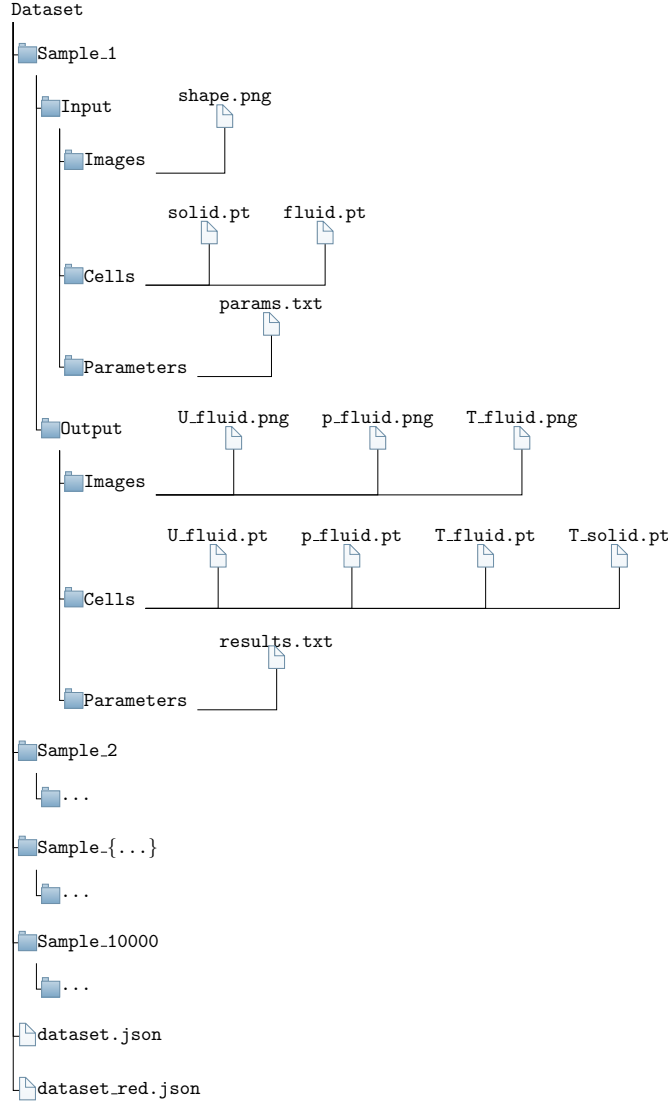 Dataset
Sample_1
Input
shape.png
Images
solid.pt fluid.pt
Cells
params.txt
Parameters
Output
U_fluid.png p_fluid.png T_fluid.png
Images
U_fluid.pt p_fluid.pt T_fluid.pt T_solid.pt
Cells
results.txt
Parameters
Sample_2
...
Sample_{...}
...
Sample_10000
...
dataset.json
dataset_red.json